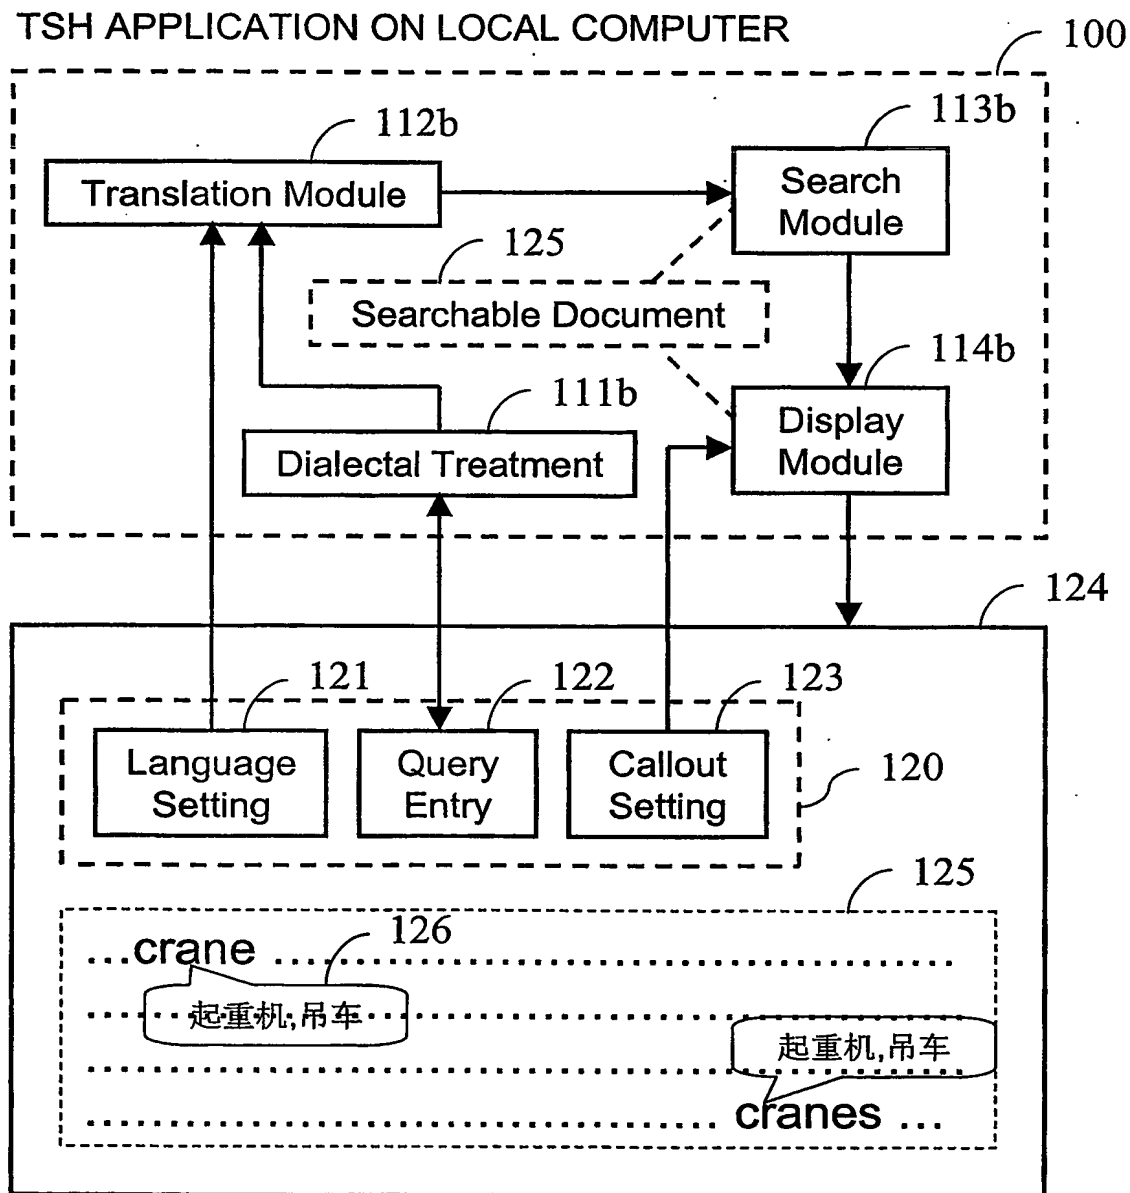 TSH APPLICATION ON LOCAL COMPUTER
100
112b
113b
Translation Module
Search
Module
125
Searchable Document
114b
111b
Display
Module
Dialectal Treatment
124
121
122
123
Language
Setting
Query
Entry
Callout
Setting
120
125
126
...crane ................................................
起重机,吊车
起重机,吊车
............................................ cranes ...